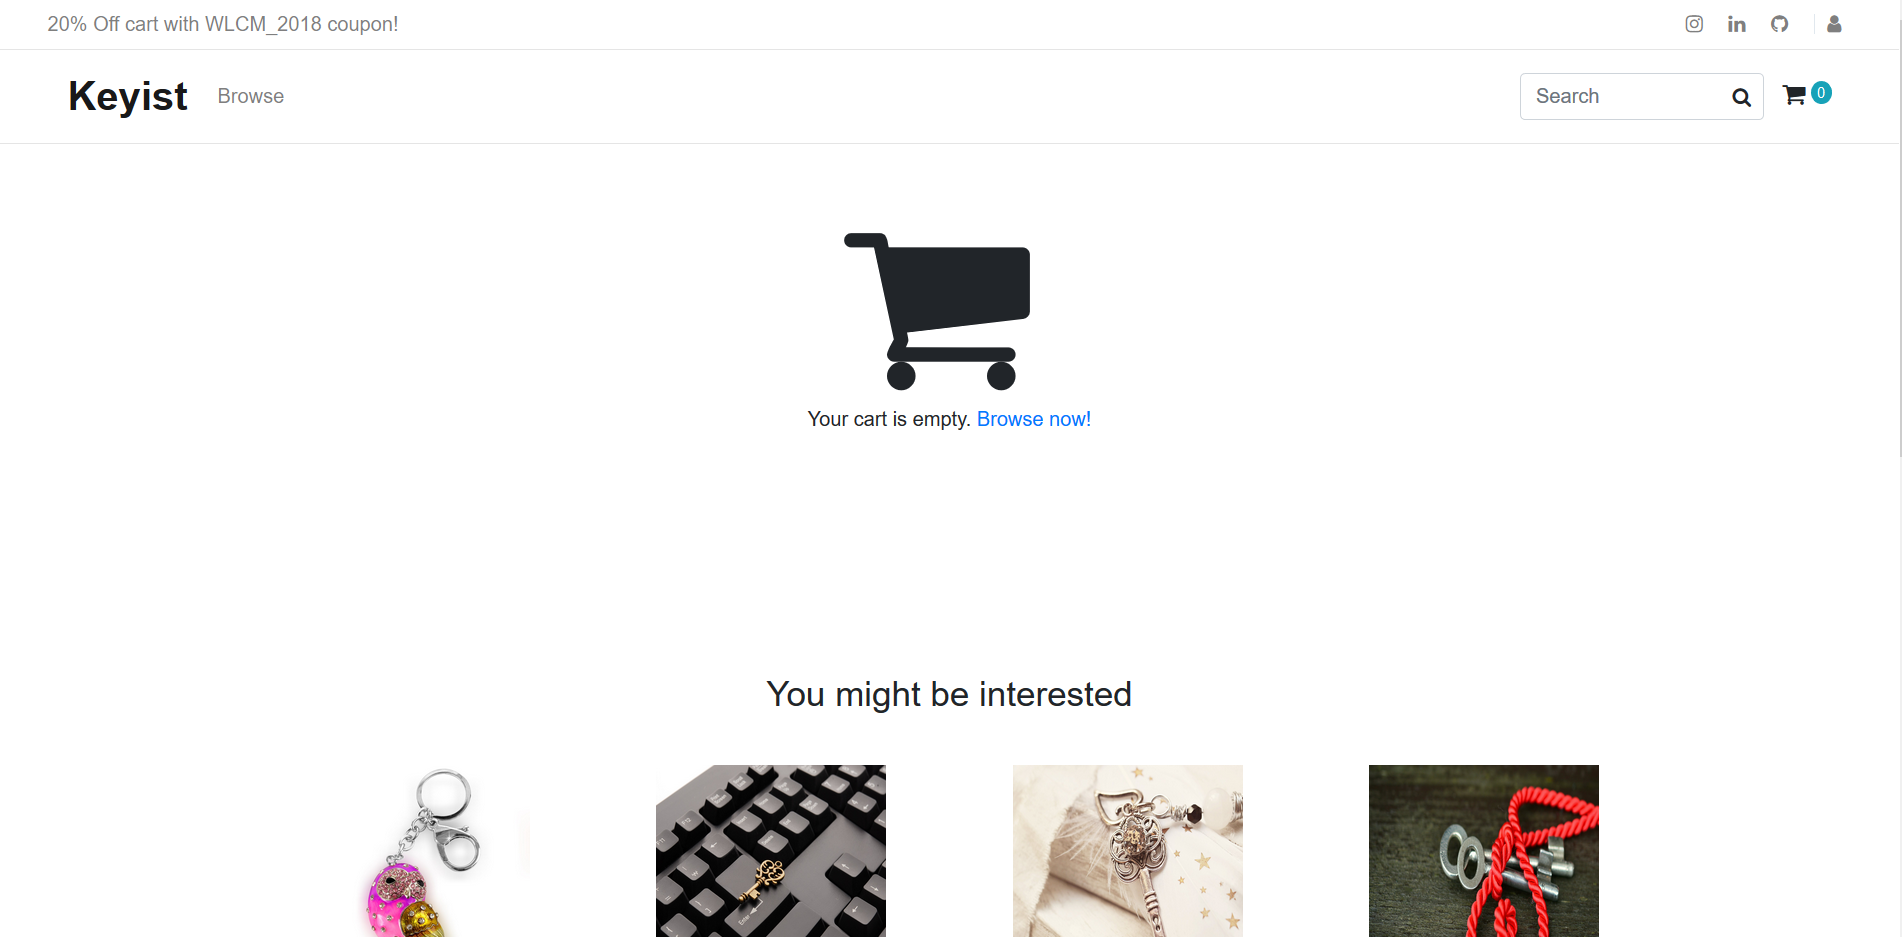 20% Off cart with WLCM_2018 coupon!
Keyist
Browse
Search
0
Your cart is empty. Browse now!
You might be interested
Enter